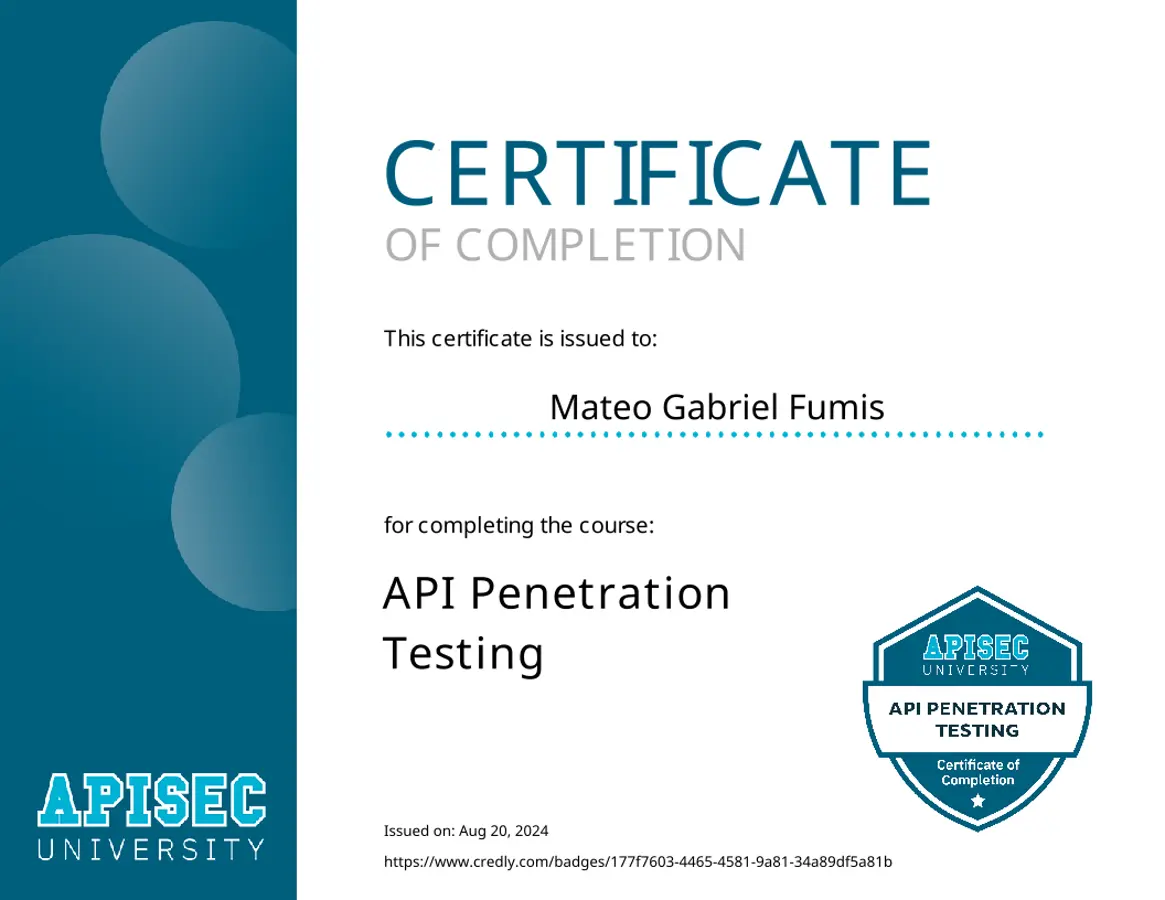 CERTIFICATE
OF COMPLETION
This certificate is issued to:
Mateo Gabriel Fumis
for completing the course:
API Penetration
Testing
APISEC
UNIVERSITY
API PENETRATION
TESTING
Certificate of
Completion
APISEC
UNIVERSITY
Issued on: Aug 20, 2024
https://www.credly.com/badges/177f7603-4465-4581-9a81-34a89df5a81b